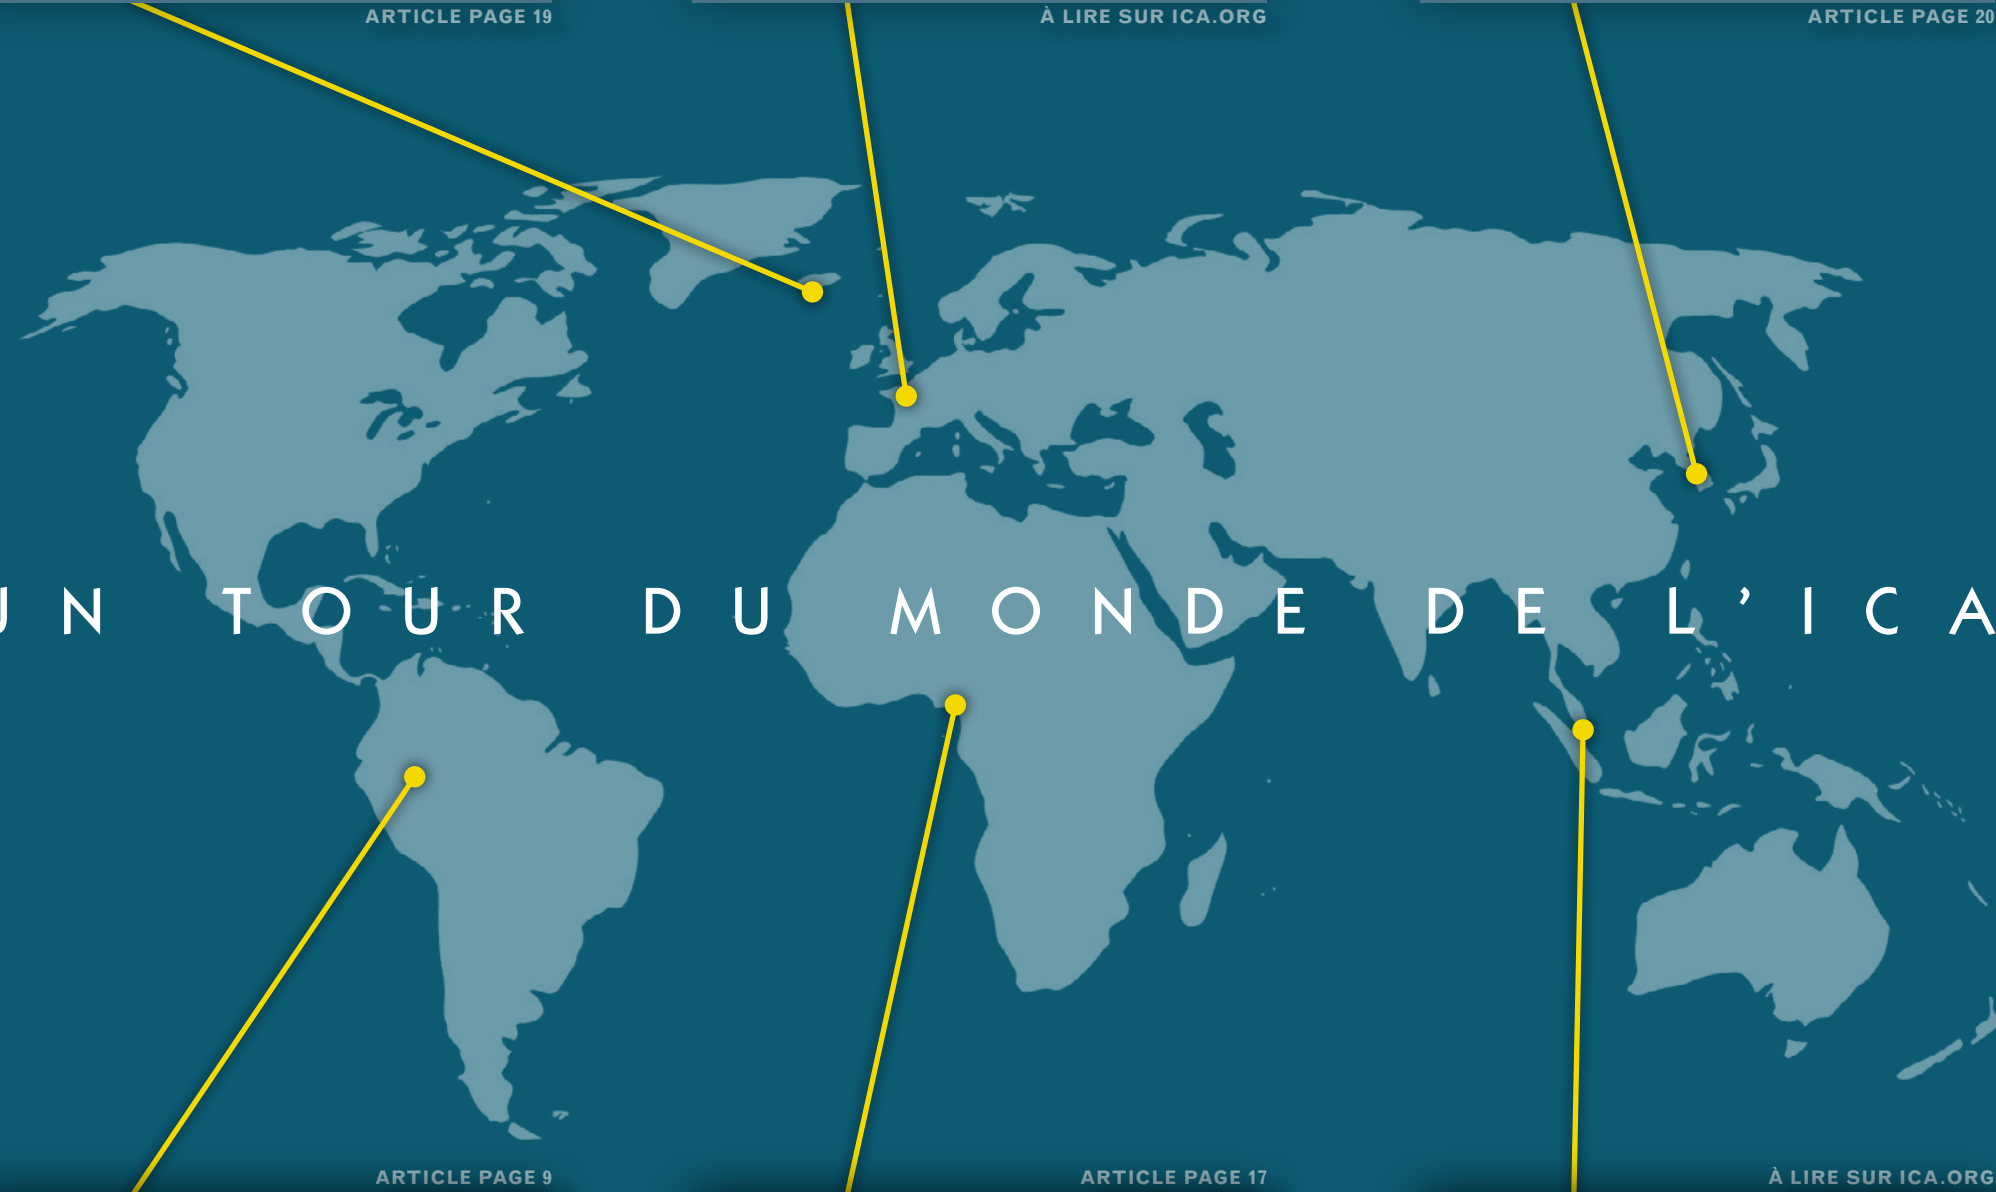 ARTICLE PAGE 19
À LIRE SUR ICA.ORG
ARTICLE PAGE 20
UN TOUR DU MONDE DE L’ICA
ARTICLE PAGE 9
ARTICLE PAGE 17
À LIRE SUR ICA.ORG